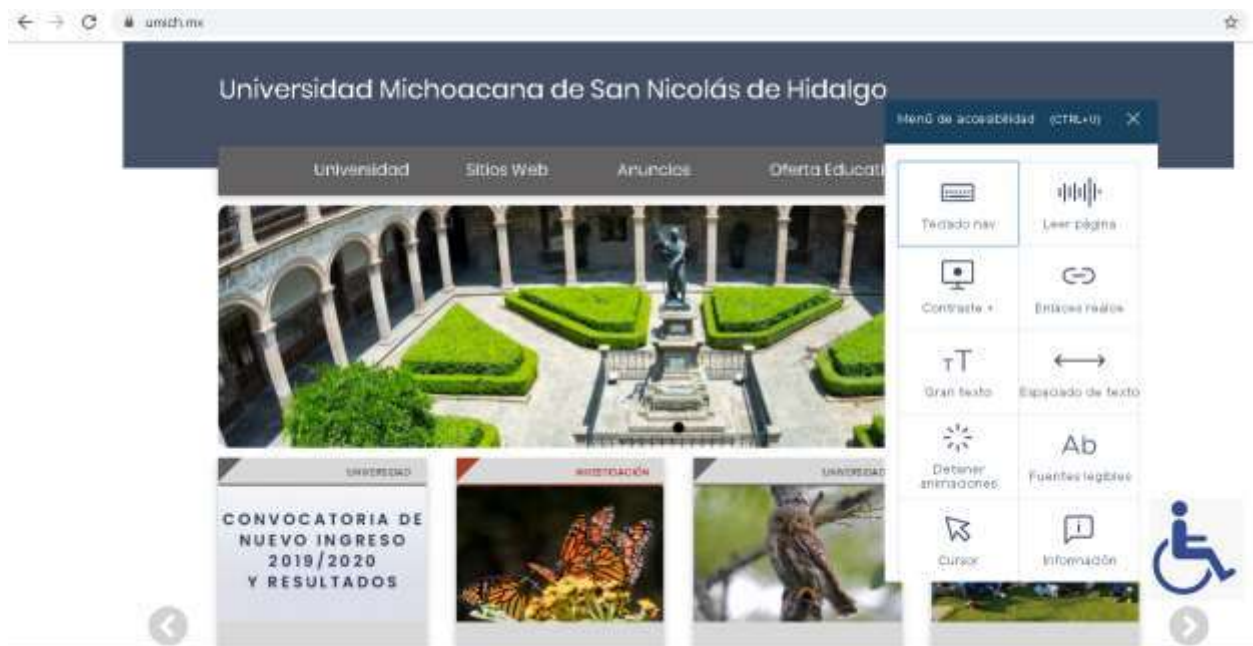 umich.mx
Universidad Michoacana de San Nicolás de Hidalgo
Menú de accesibilidad (CTRL+U)
Universidad Sitios Web Anuncios Oferta Educati
Teclado nav Leer página
Contraste + Enlaces realce
Gran texto Espaciado de texto
Detener
animaciones
Fuentes legibles
Cursor Información
UNIVERSIDAD INVESTIGACIÓN UNIVERSIDAD
CONVOCATORIA DE
NUEVO INGRESO
2019/2020
Y RESULTADOS